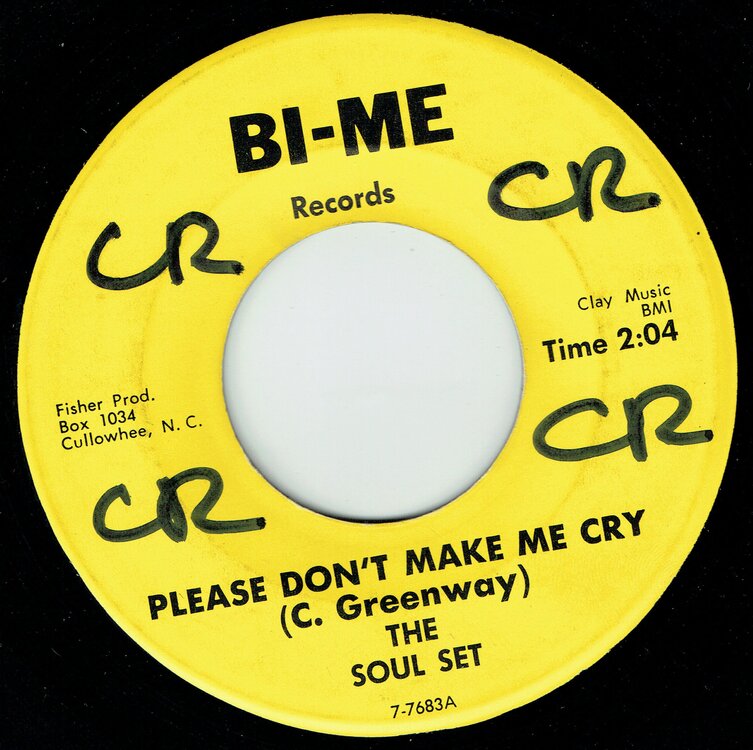 BI-ME
Records
CR
CR
Clay Music
BMI
Time 2:04
Fisher Prod.
Box 1034
Cullowhee, N. C.
CR
CR
PLEASE DON'T MAKE ME CRY
(C. Greenway)
THE
SOUL SET
7-7683A